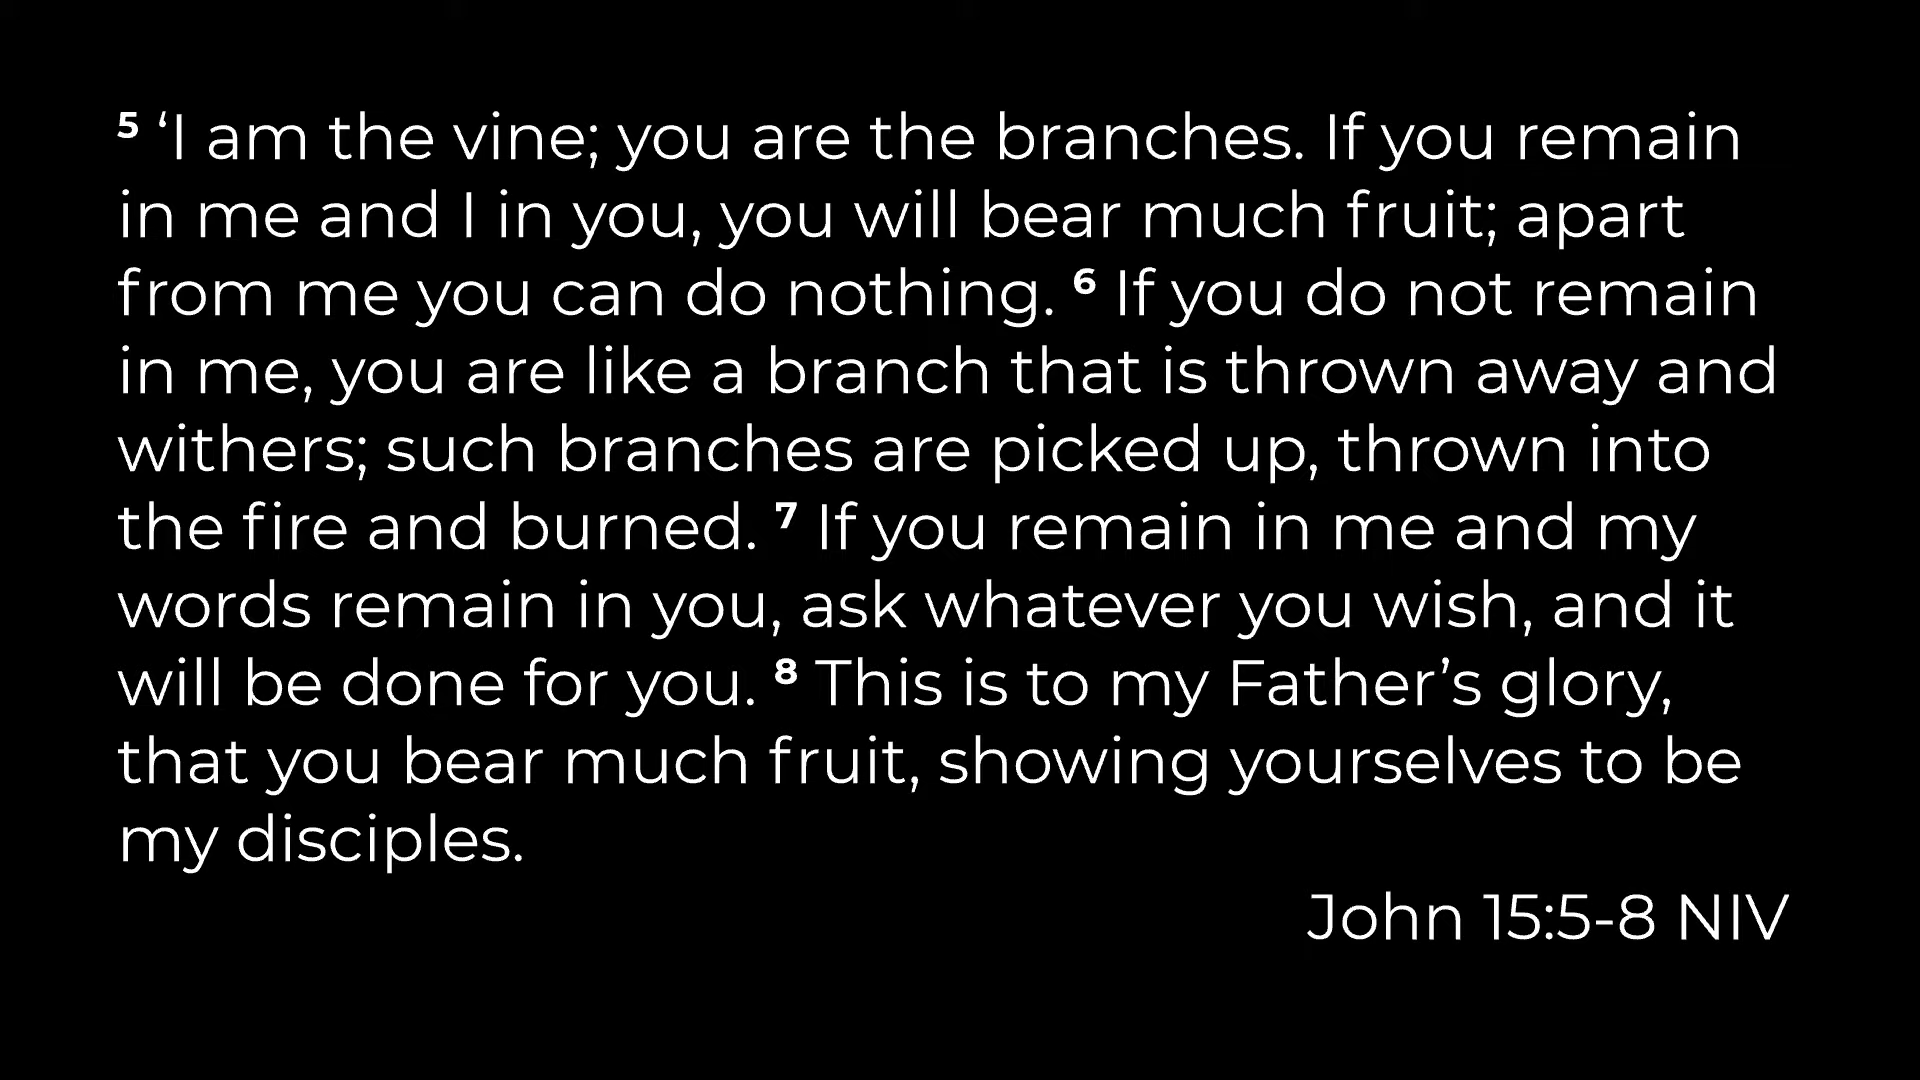 5 ‘I am the vine; you are the branches. If you remain
in me and I in you, you will bear much fruit; apart
from me you can do nothing. 6 If you do not remain
in me, you are like a branch that is thrown away and
withers; such branches are picked up, thrown into
the fire and burned. 7 If you remain in me and my
words remain in you, ask whatever you wish, and it
will be done for you. 8 This is to my Father’s glory,
that you bear much fruit, showing yourselves to be
my disciples.
John 15:5-8 NIV